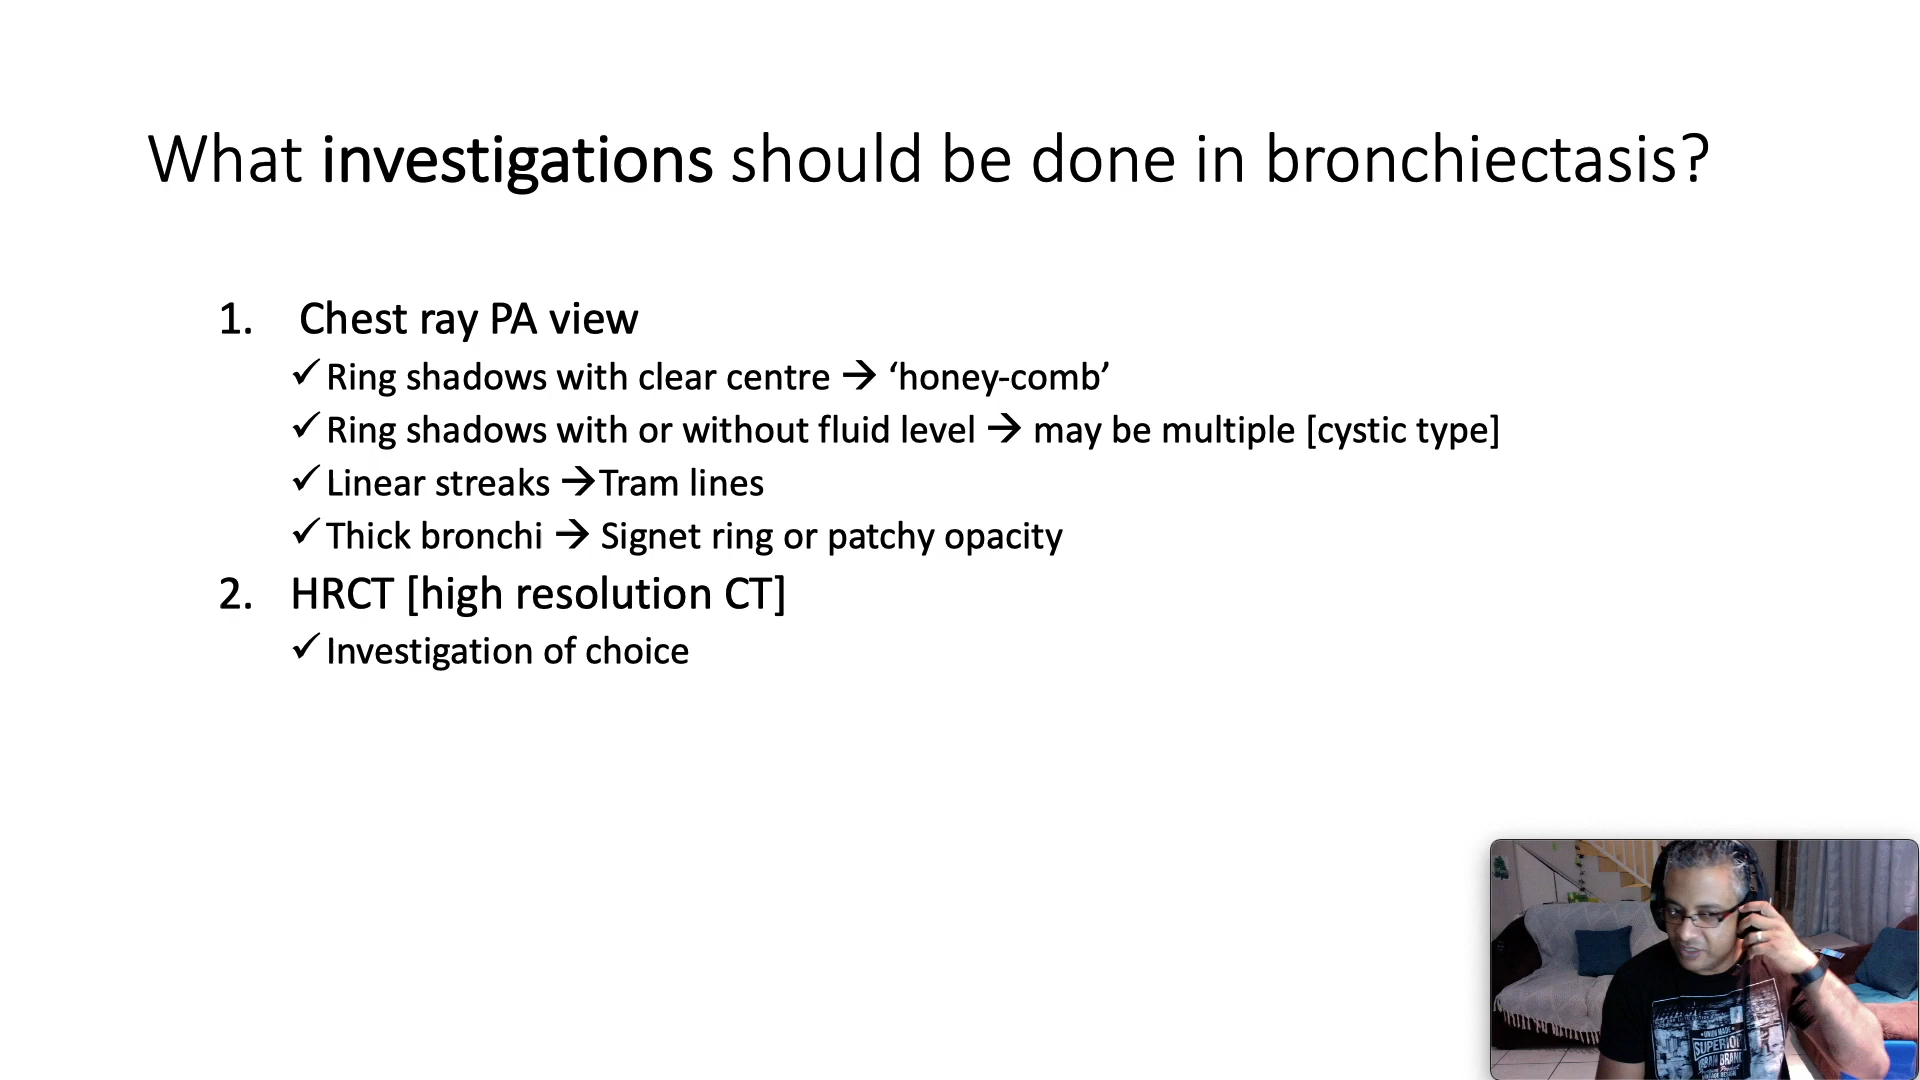 What investigations should be done in bronchiectasis?
1. Chest ray PA view
✓ Ring shadows with clear centre → ‘honey-comb’
✓ Ring shadows with or without fluid level → may be multiple [cystic type]
✓ Linear streaks →Tram lines
✓ Thick bronchi → Signet ring or patchy opacity
2. HRCT [high resolution CT]
✓ Investigation of choice
SUPERIOR